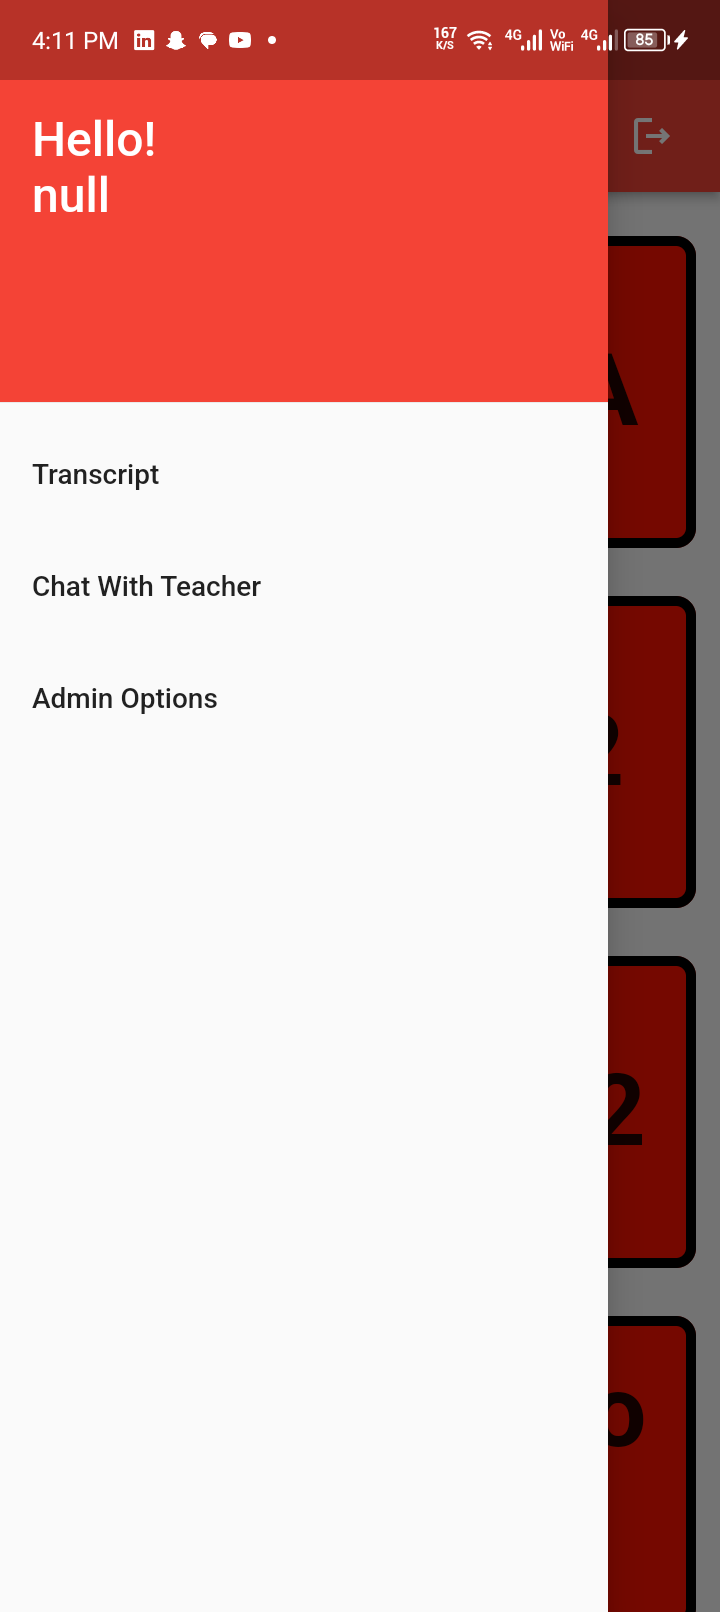 4:11 PM in 167 K/S 4G Vo WiFi 4G 85
Hello!
null
Transcript
Chat With Teacher
Admin Options
A
2
2
o